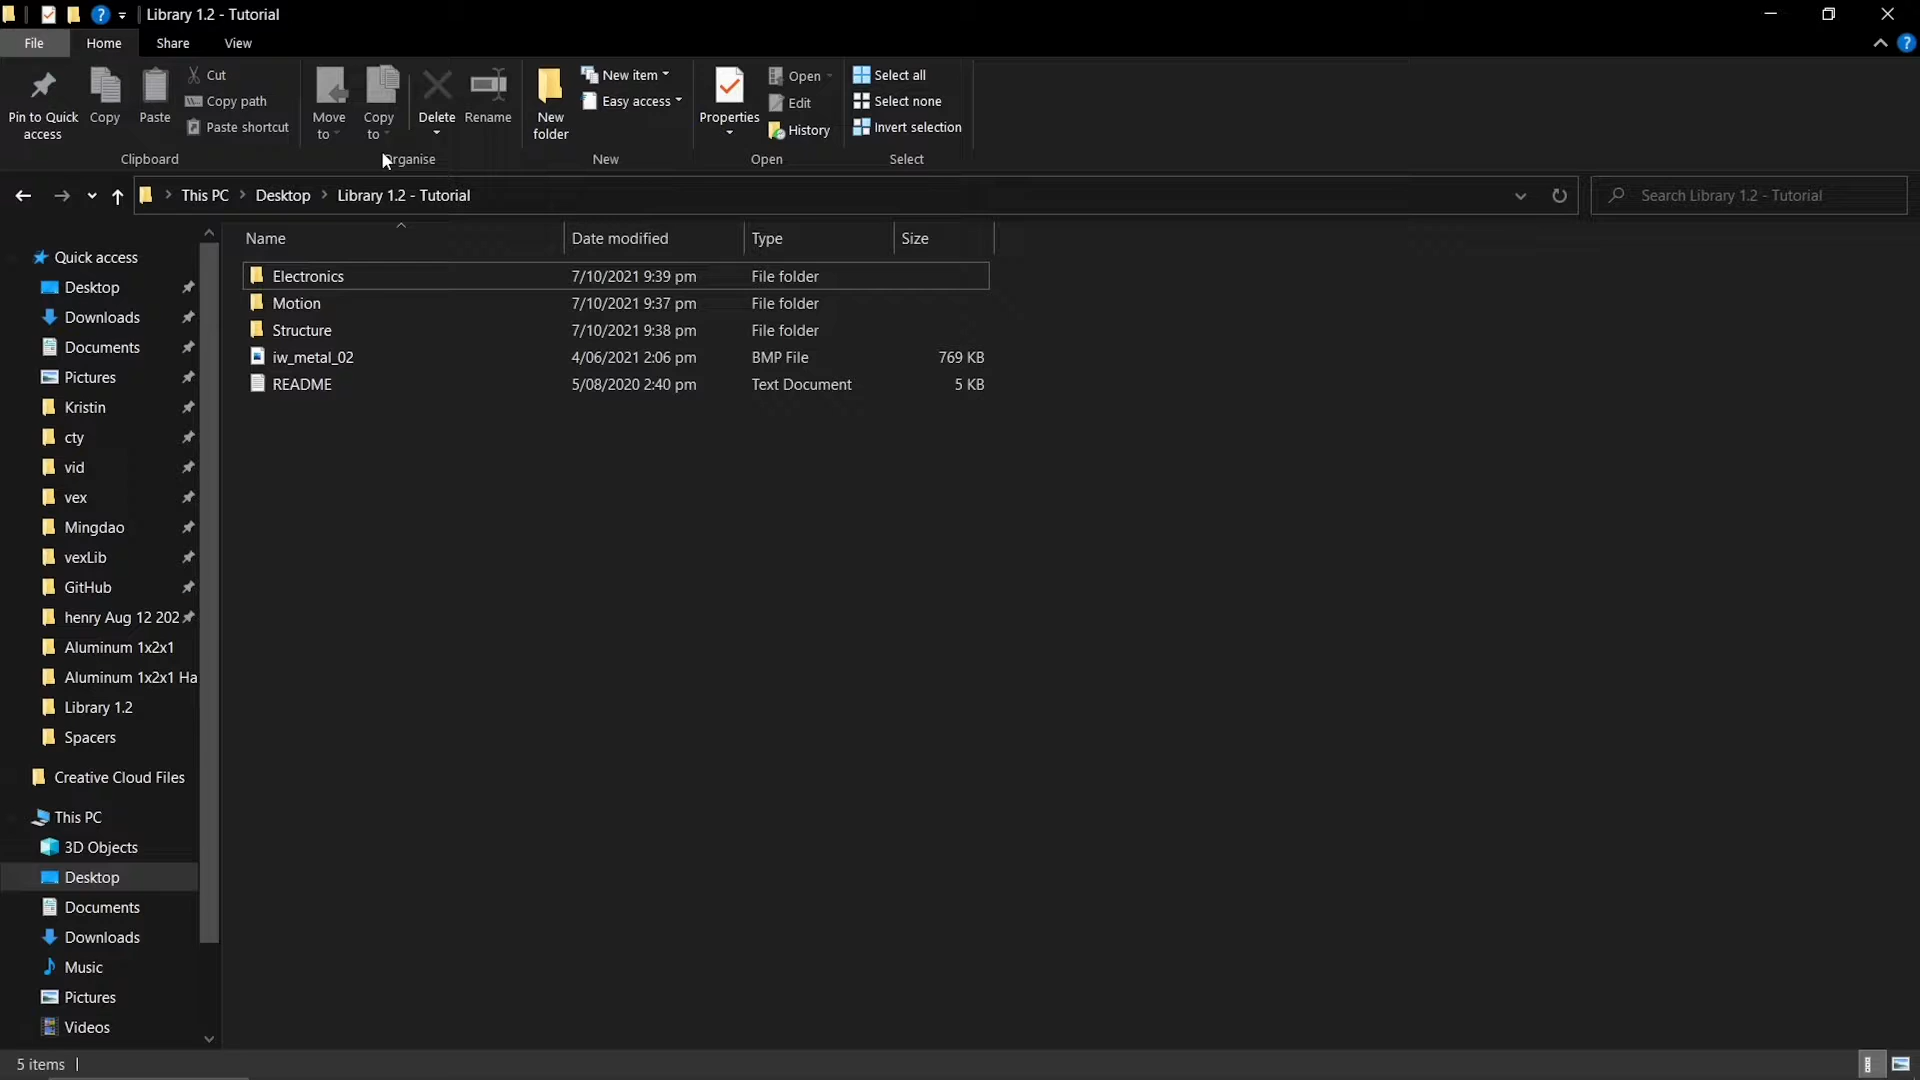 Library 1.2 - Tutorial
File Home Share View
Pin to Quick access
Copy
Paste
Cut
Copy path
Paste shortcut
Clipboard
Move to
Copy to
Delete
Rename
Organise
New folder
New item
Easy access
New
Properties
Open
Edit
History
Open
Select all
Select none
Invert selection
Select
This PC Desktop Library 1.2 - Tutorial
Search Library 1.2 - Tutorial
Name Date modified Type Size
Electronics 7/10/2021 9:39 pm File folder
Motion 7/10/2021 9:37 pm File folder
Structure 7/10/2021 9:38 pm File folder
iw_metal_02 4/06/2021 2:06 pm BMP File 769 KB
README 5/08/2020 2:40 pm Text Document 5 KB
Quick access
Desktop
Downloads
Documents
Pictures
Kristin
cty
vid
vex
Mingdao
vexLib
GitHub
henry Aug 12 202
Aluminum 1x2x1
Aluminum 1x2x1 Ha
Library 1.2
Spacers
Creative Cloud Files
This PC
3D Objects
Desktop
Documents
Downloads
Music
Pictures
Videos
5 items